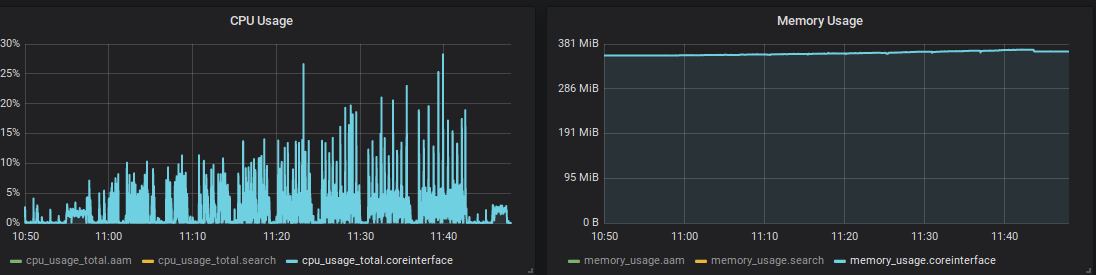 CPU Usage
30%
25%
20%
15%
10%
5%
0%
10:50 11:00 11:10 11:20 11:30 11:40
cpu_usage_total.aam cpu_usage_total.search cpu_usage_total.coreinterface
Memory Usage
381 MiB
286 MiB
191 MiB
95 MiB
0 B
10:50 11:00 11:10 11:20 11:30 11:40
memory_usage.aam memory_usage.search memory_usage.coreinterface